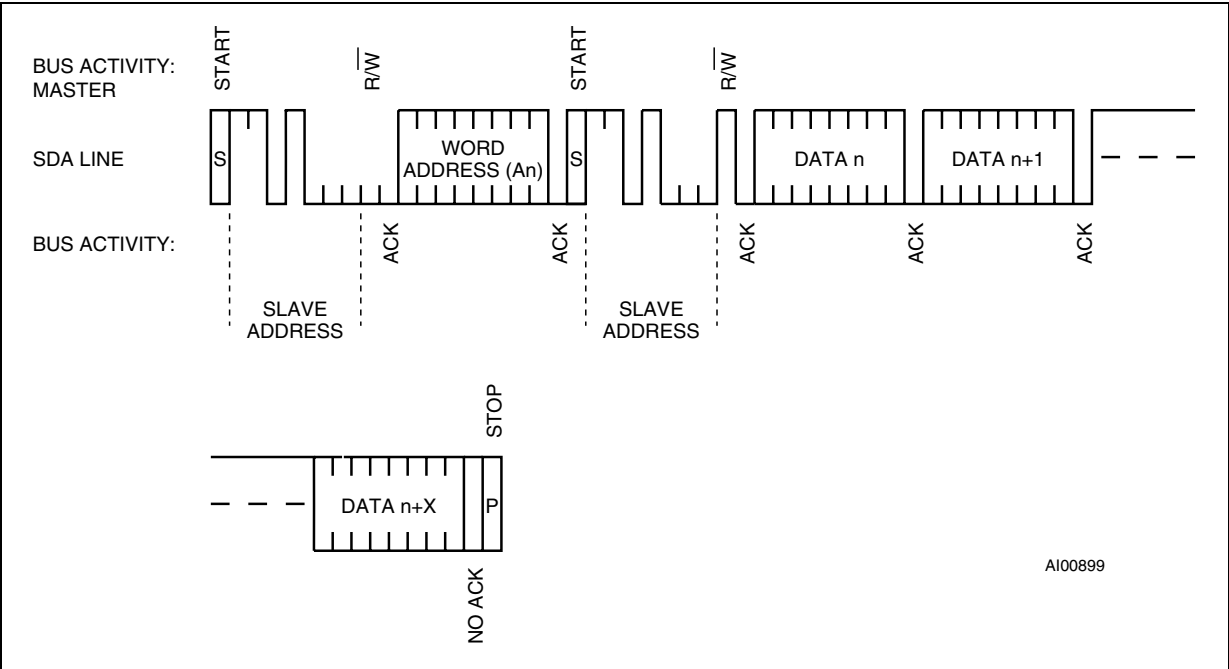 BUS ACTIVITY:
MASTER
START
R/W
START
R/W
SDA LINE
S
WORD
ADDRESS (An)
S
DATA n
DATA n+1
BUS ACTIVITY:
ACK
ACK
ACK
ACK
ACK
SLAVE
ADDRESS
SLAVE
ADDRESS
STOP
DATA n+X
P
NO ACK
AI00899